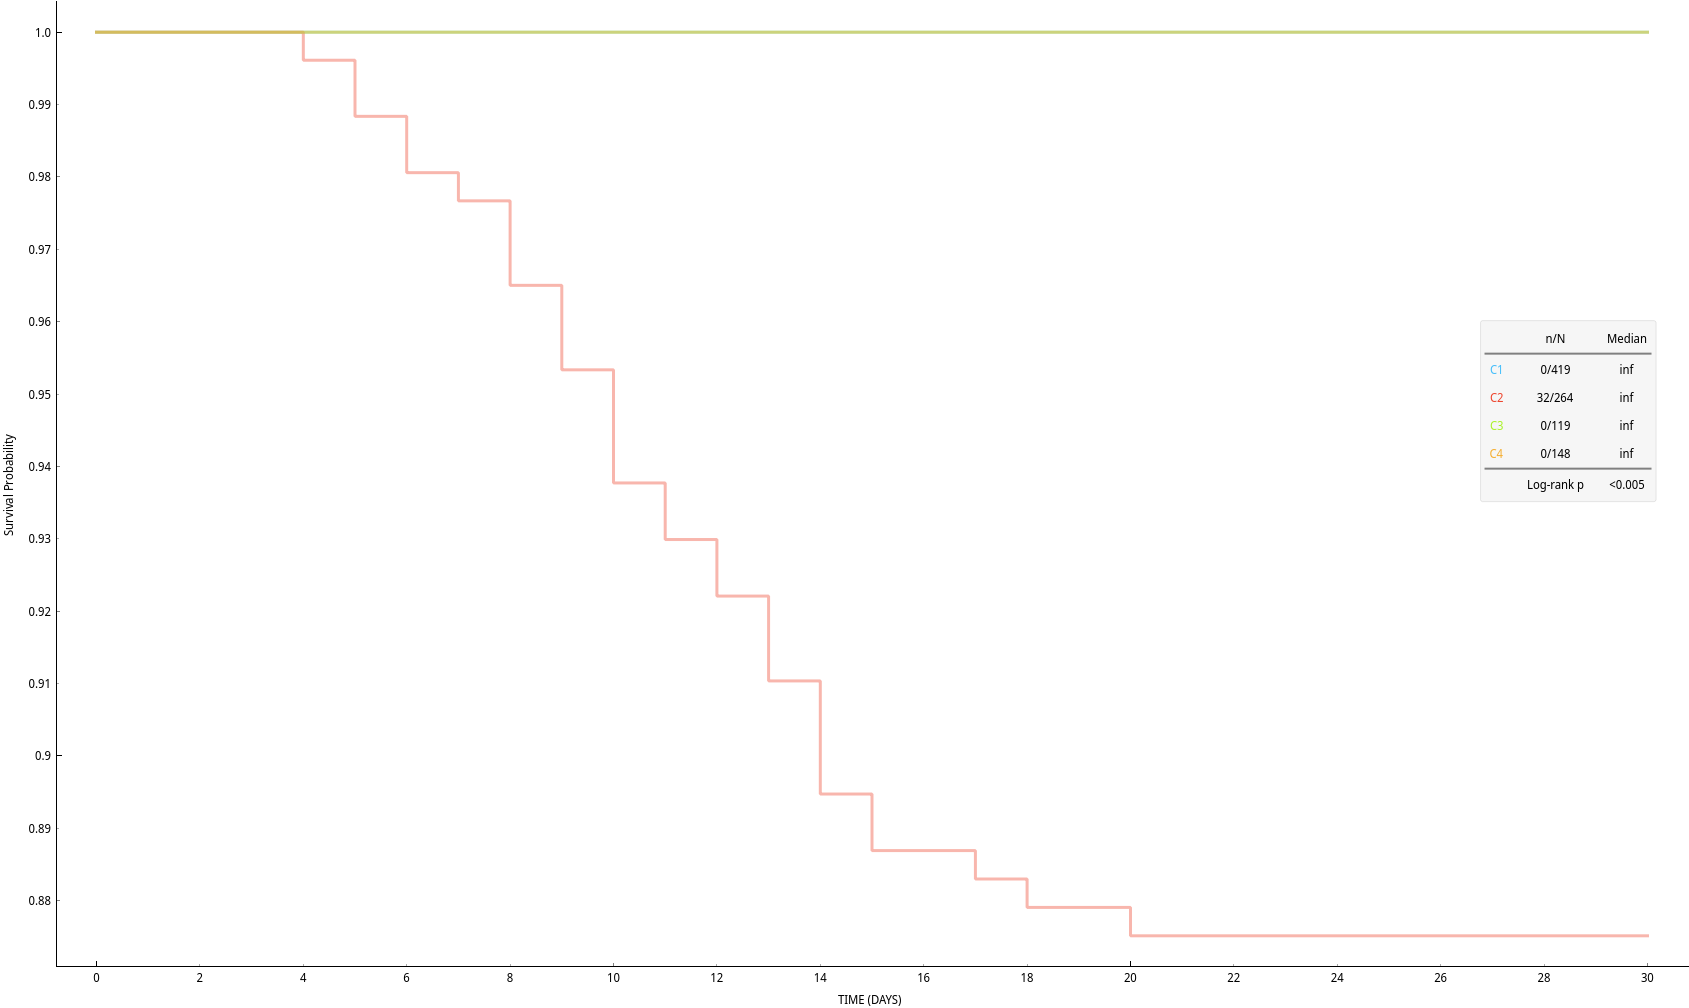 1.0
0.99
0.98
0.97
0.96
0.95
0.94
0.93
0.92
0.91
0.9
0.89
0.88
Survival Probability
n/N Median
C1 0/419 inf
C2 32/264 inf
C3 0/119 inf
C4 0/148 inf
Log-rank p <0.005
0 2 4 6 8 10 12 14 16 18 20 22 24 26 28 30
TIME (DAYS)